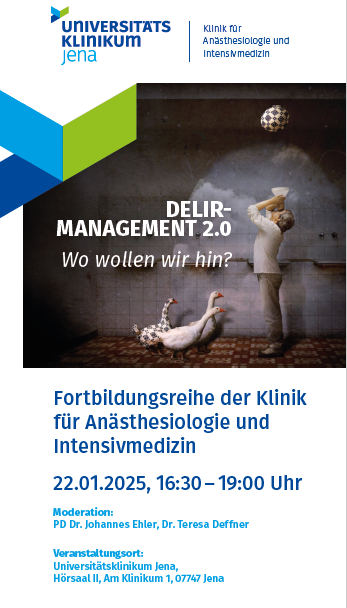 UNIVERSITÄTS
KLINIKUM
jena
Klinik für
Anästhesiologie und
Intensivmedizin
DELIR-
MANAGEMENT 2.0
Wo wollen wir hin?
Fortbildungsreihe der Klinik
für Anästhesiologie und
Intensivmedizin
22.01.2025, 16:30 – 19:00 Uhr
Moderation:
PD Dr. Johannes Ehler, Dr. Teresa Deffner
Veranstaltungsort:
Universitätsklinikum Jena,
Hörsaal II, Am Klinikum 1, 07747 Jena